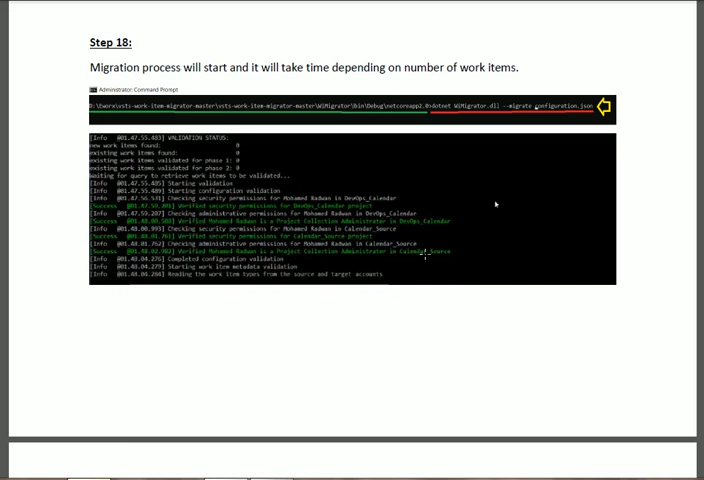 Step 18:
Migration process will start and it will take time depending on number of work items.
Administrator: Command Prompt
D:\Eworx\vsts-work-item-migrator-master\vsts-work-item-migrator-master\WiMigrator\bin\Debug\netcoreapp2.0>dotnet WiMigrator.dll --migrate configuration.json
[Info @01.47.55.483] VALIDATION STATUS:
new work items found: 0
existing work items found: 0
existing work items validated for phase 1: 0
existing work items validated for phase 2: 0
Waiting for query to retrieve work items to be validated...
[Info @01.47.55.485] Starting validation
[Info @01.47.55.489] Starting configuration validation
[Info @01.47.56.531] Checking security permissions for Mohamed Radwan in DevOps_Calendar
[Success @01.47.59.201] Verified security permissions for DevOps_Calendar project
[Info @01.47.59.207] Checking administrative permissions for Mohamed Radwan in DevOps_Calendar
[Success @01.48.00.588] Verified Mohamed Radwan is a Project Collection Administrator in DevOps_Calendar
[Info @01.48.00.993] Checking security permissions for Mohamed Radwan in Calendar_Source
[Success @01.48.01.761] Verified security permissions for Calendar_Source project
[Info @01.48.01.762] Checking administrative permissions for Mohamed Radwan in Calendar_Source
[Success @01.48.02.382] Verified Mohamed Radwan is a Project Collection Administrator in Calendar_Source
[Info @01.48.04.276] Completed configuration validation
[Info @01.48.04.279] Starting work item metadata validation
[Info @01.48.04.284] Reading the work item types from the source and target accounts